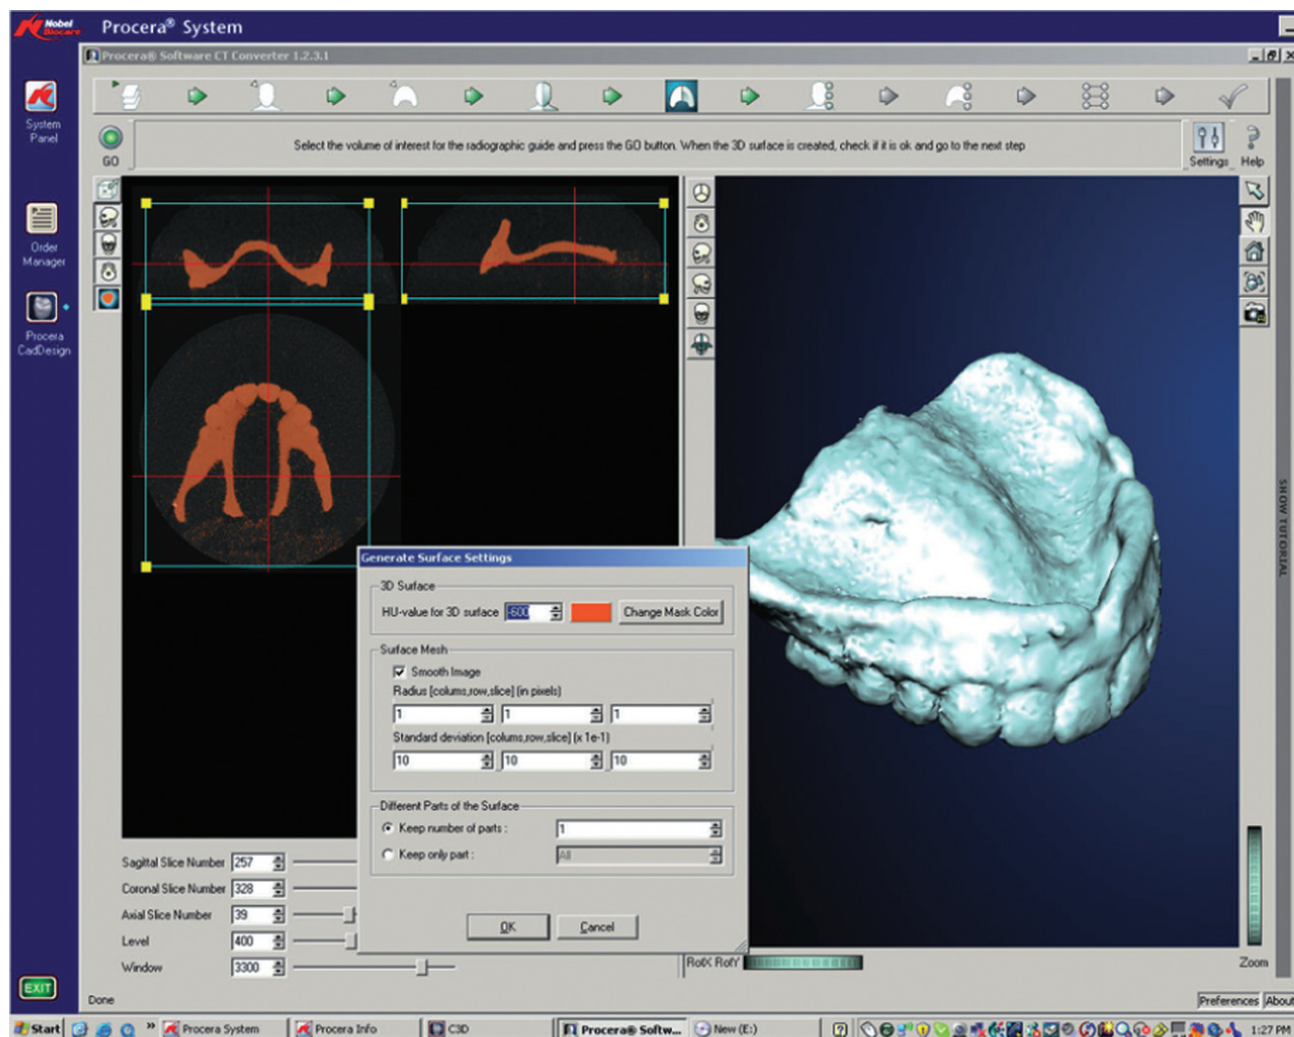 Nobel
Biocare
Procera® System
Procera® Software CT Converter 1.2.3.1
System
Panel
GO
Select the volume of interest for the radiographic guide and press the GO button. When the 3D surface is created, check if it is ok and go to the next step
Settings
Help
Order
Manager
Procera
CadDesign
Generate Surface Settings
3D Surface
HU-value for 3D surface
-600
Change Mask Color
Surface Mesh
Smooth Image
Radius [colums,row,slice] (in pixels)
1 1 1
Standard deviation [colums,row,slice] (x 1e-1)
10 10 10
Different Parts of the Surface
Keep number of parts :
1
Keep only part :
All
OK
Cancel
SHOW TUTORIAL
Sagittal Slice Number 257
Coronal Slice Number 328
Axial Slice Number 39
Level 400
Window 3300
RotX RotY
Zoom
EXIT
Done
Preferences
About
Start
»
Procera System
Procera Info
C3D
Procera® Softw...
New (E:)
1:27 PM